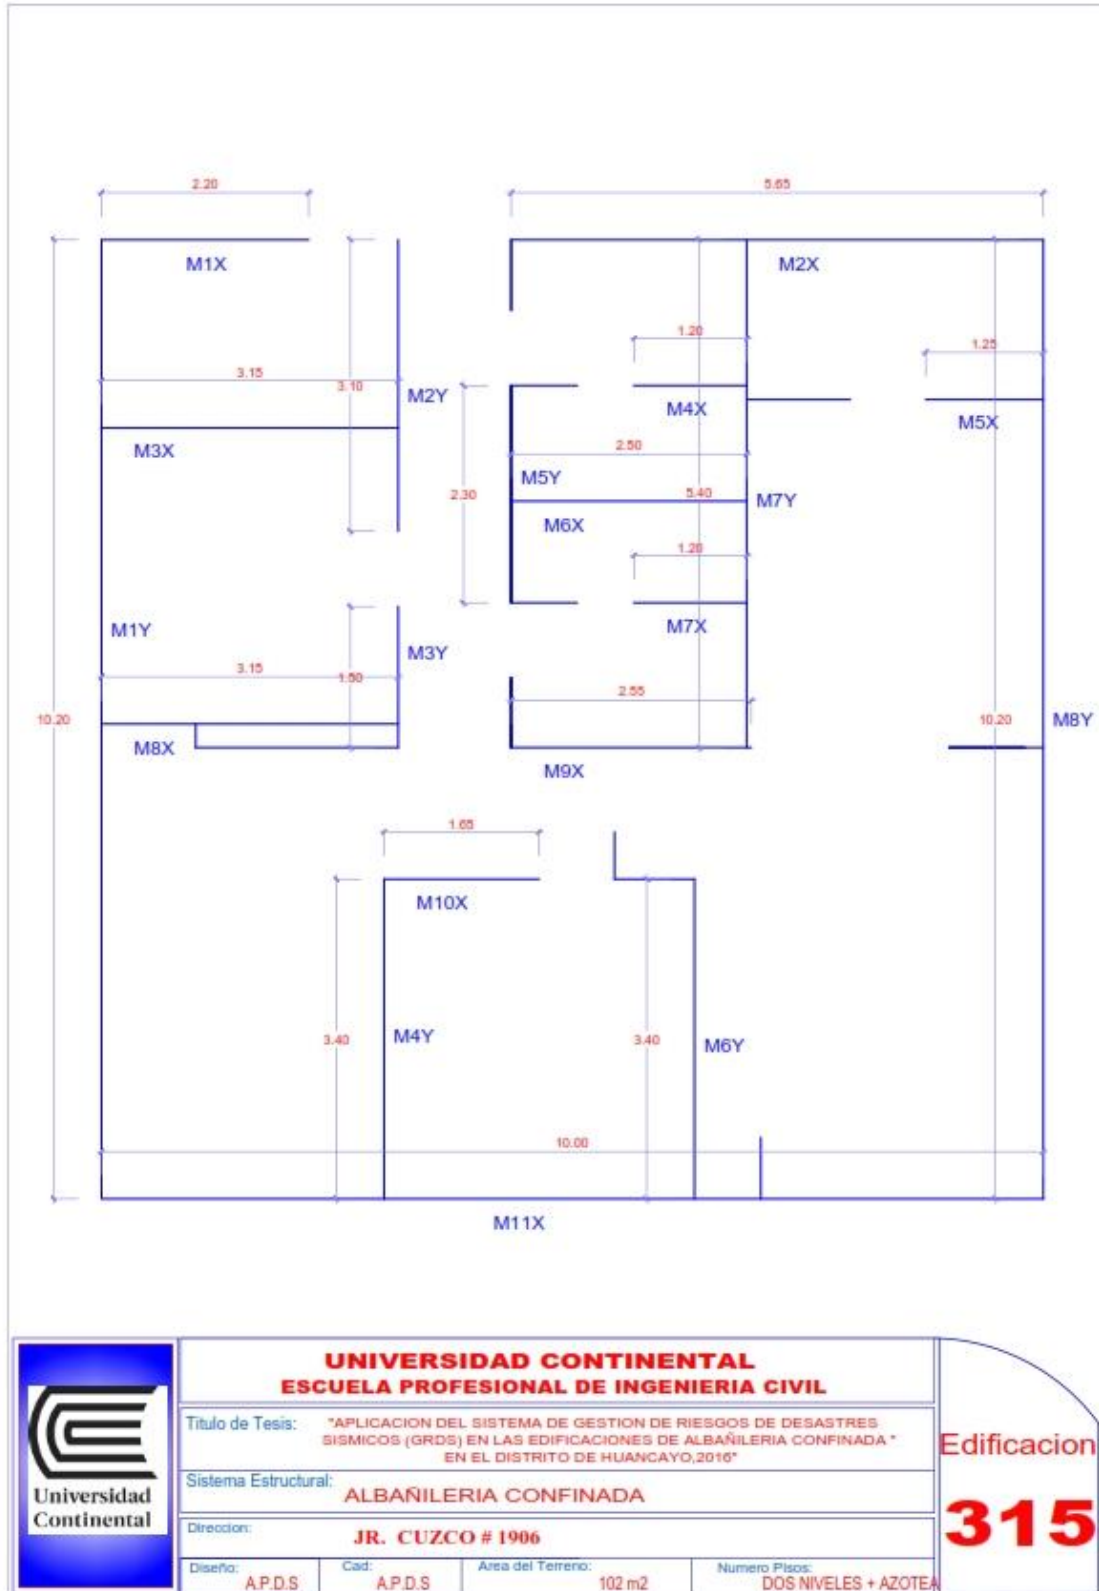 2.20
5.65
M1X
M2X
1.20
1.25
3.15
3.10
M2Y
M4X
M5X
M3X
2.50
M5Y
2.30
5.40
M7Y
M6X
1.20
M1Y
M7X
M3Y
3.15
1.50
2.55
10.20
10.20
M8Y
M8X
M9X
1.65
M10X
3.40
M4Y
3.40
M6Y
10.00
M11X
UNIVERSIDAD CONTINENTAL
ESCUELA PROFESIONAL DE INGENIERIA CIVIL
Titulo de Tesis:
"APLICACION DEL SISTEMA DE GESTION DE RIESGOS DE DESASTRES
SISMICOS (GRDS) EN LAS EDIFICACIONES DE ALBAÑILERIA CONFINADA "
EN EL DISTRITO DE HUANCAYO,2016"
Sistema Estructural:
ALBAÑILERIA CONFINADA
Direccion:
JR. CUZCO # 1906
Diseño:
A.P.D.S
Cad:
A.P.D.S
Area del Terreno:
102 m2
Numero Pisos:
DOS NIVELES + AZOTEA
Edificacion
315
Universidad
Continental